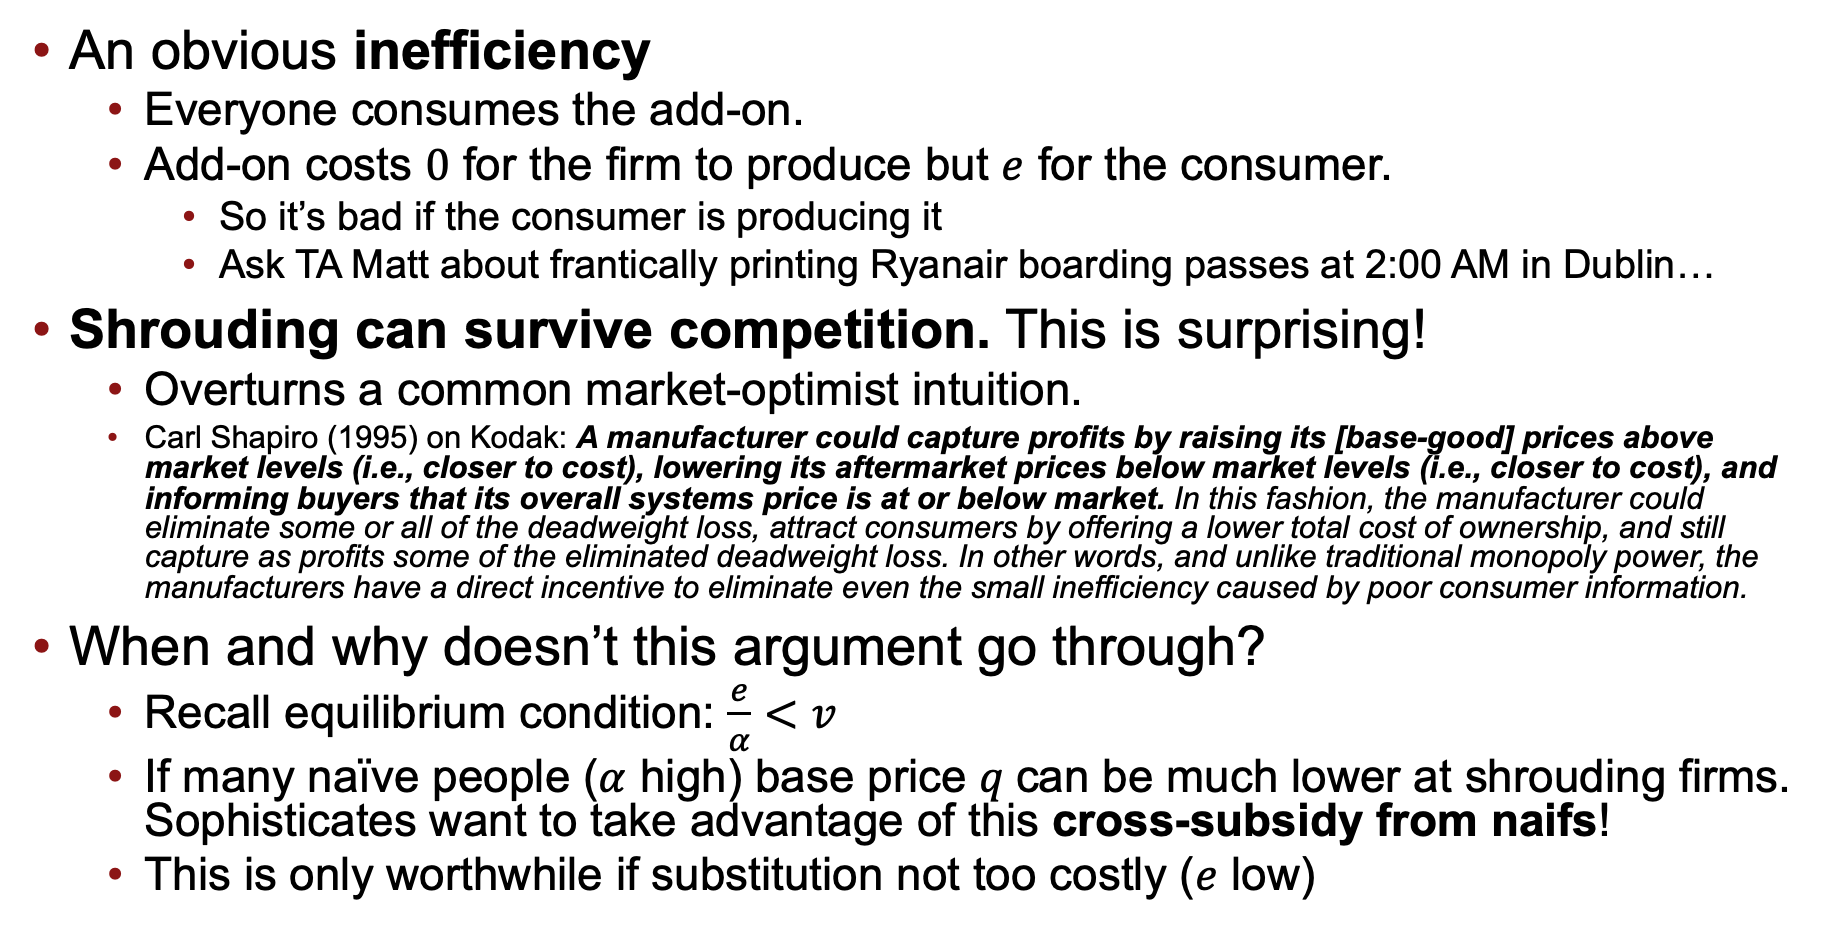 • An obvious inefficiency
• Everyone consumes the add-on.
• Add-on costs 0 for the firm to produce but e for the consumer.
• So it’s bad if the consumer is producing it
• Ask TA Matt about frantically printing Ryanair boarding passes at 2:00 AM in Dublin…
• Shrouding can survive competition. This is surprising!
• Overturns a common market-optimist intuition.
• Carl Shapiro (1995) on Kodak: A manufacturer could capture profits by raising its [base-good] prices above
market levels (i.e., closer to cost), lowering its aftermarket prices below market levels (i.e., closer to cost), and
informing buyers that its overall systems price is at or below market. In this fashion, the manufacturer could
eliminate some or all of the deadweight loss, attract consumers by offering a lower total cost of ownership, and still
capture as profits some of the eliminated deadweight loss. In other words, and unlike traditional monopoly power, the
manufacturers have a direct incentive to eliminate even the small inefficiency caused by poor consumer information.
• When and why doesn’t this argument go through?
• Recall equilibrium condition: e/α < v
• If many naïve people (α high) base price q can be much lower at shrouding firms.
Sophisticates want to take advantage of this cross-subsidy from naifs!
• This is only worthwhile if substitution not too costly (e low)